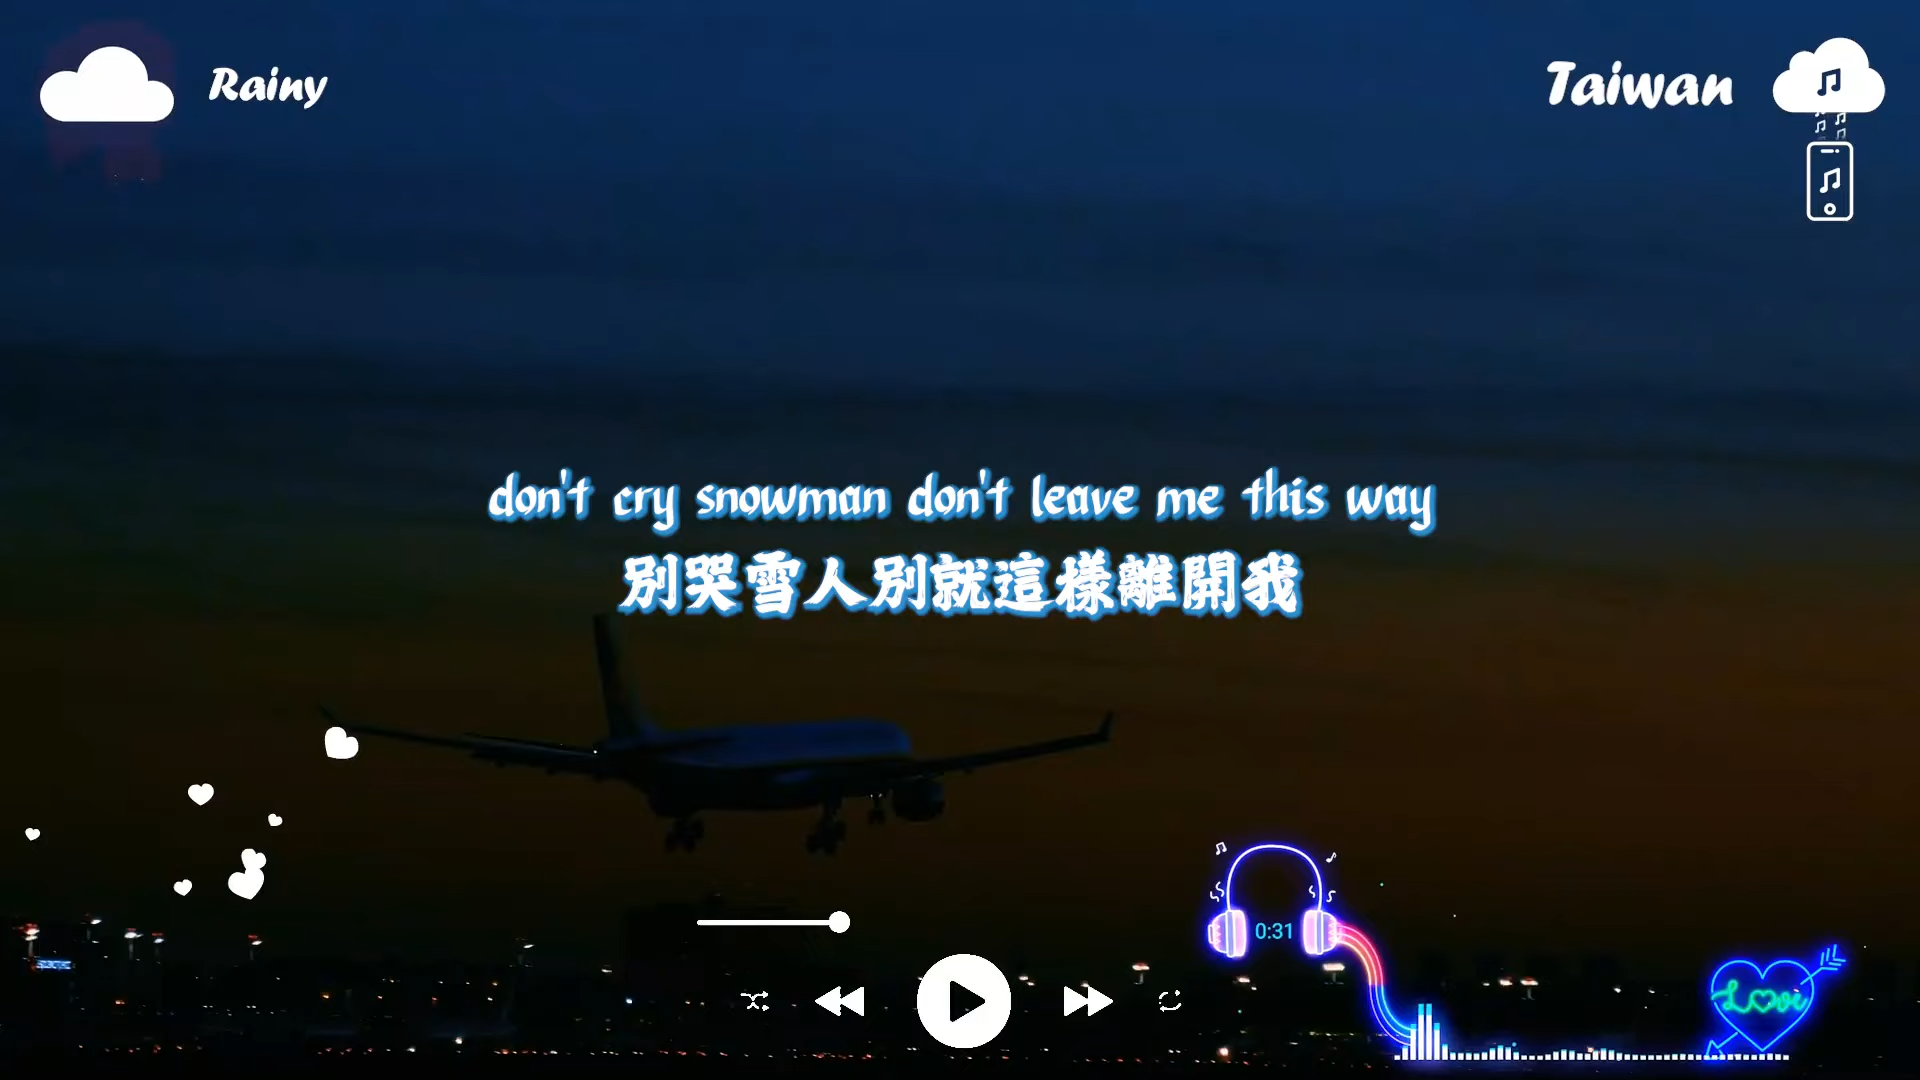 Rainy
Taiwan
don't cry snowman don't leave me this way
別哭雪人別就這樣離開我
0:31
Love